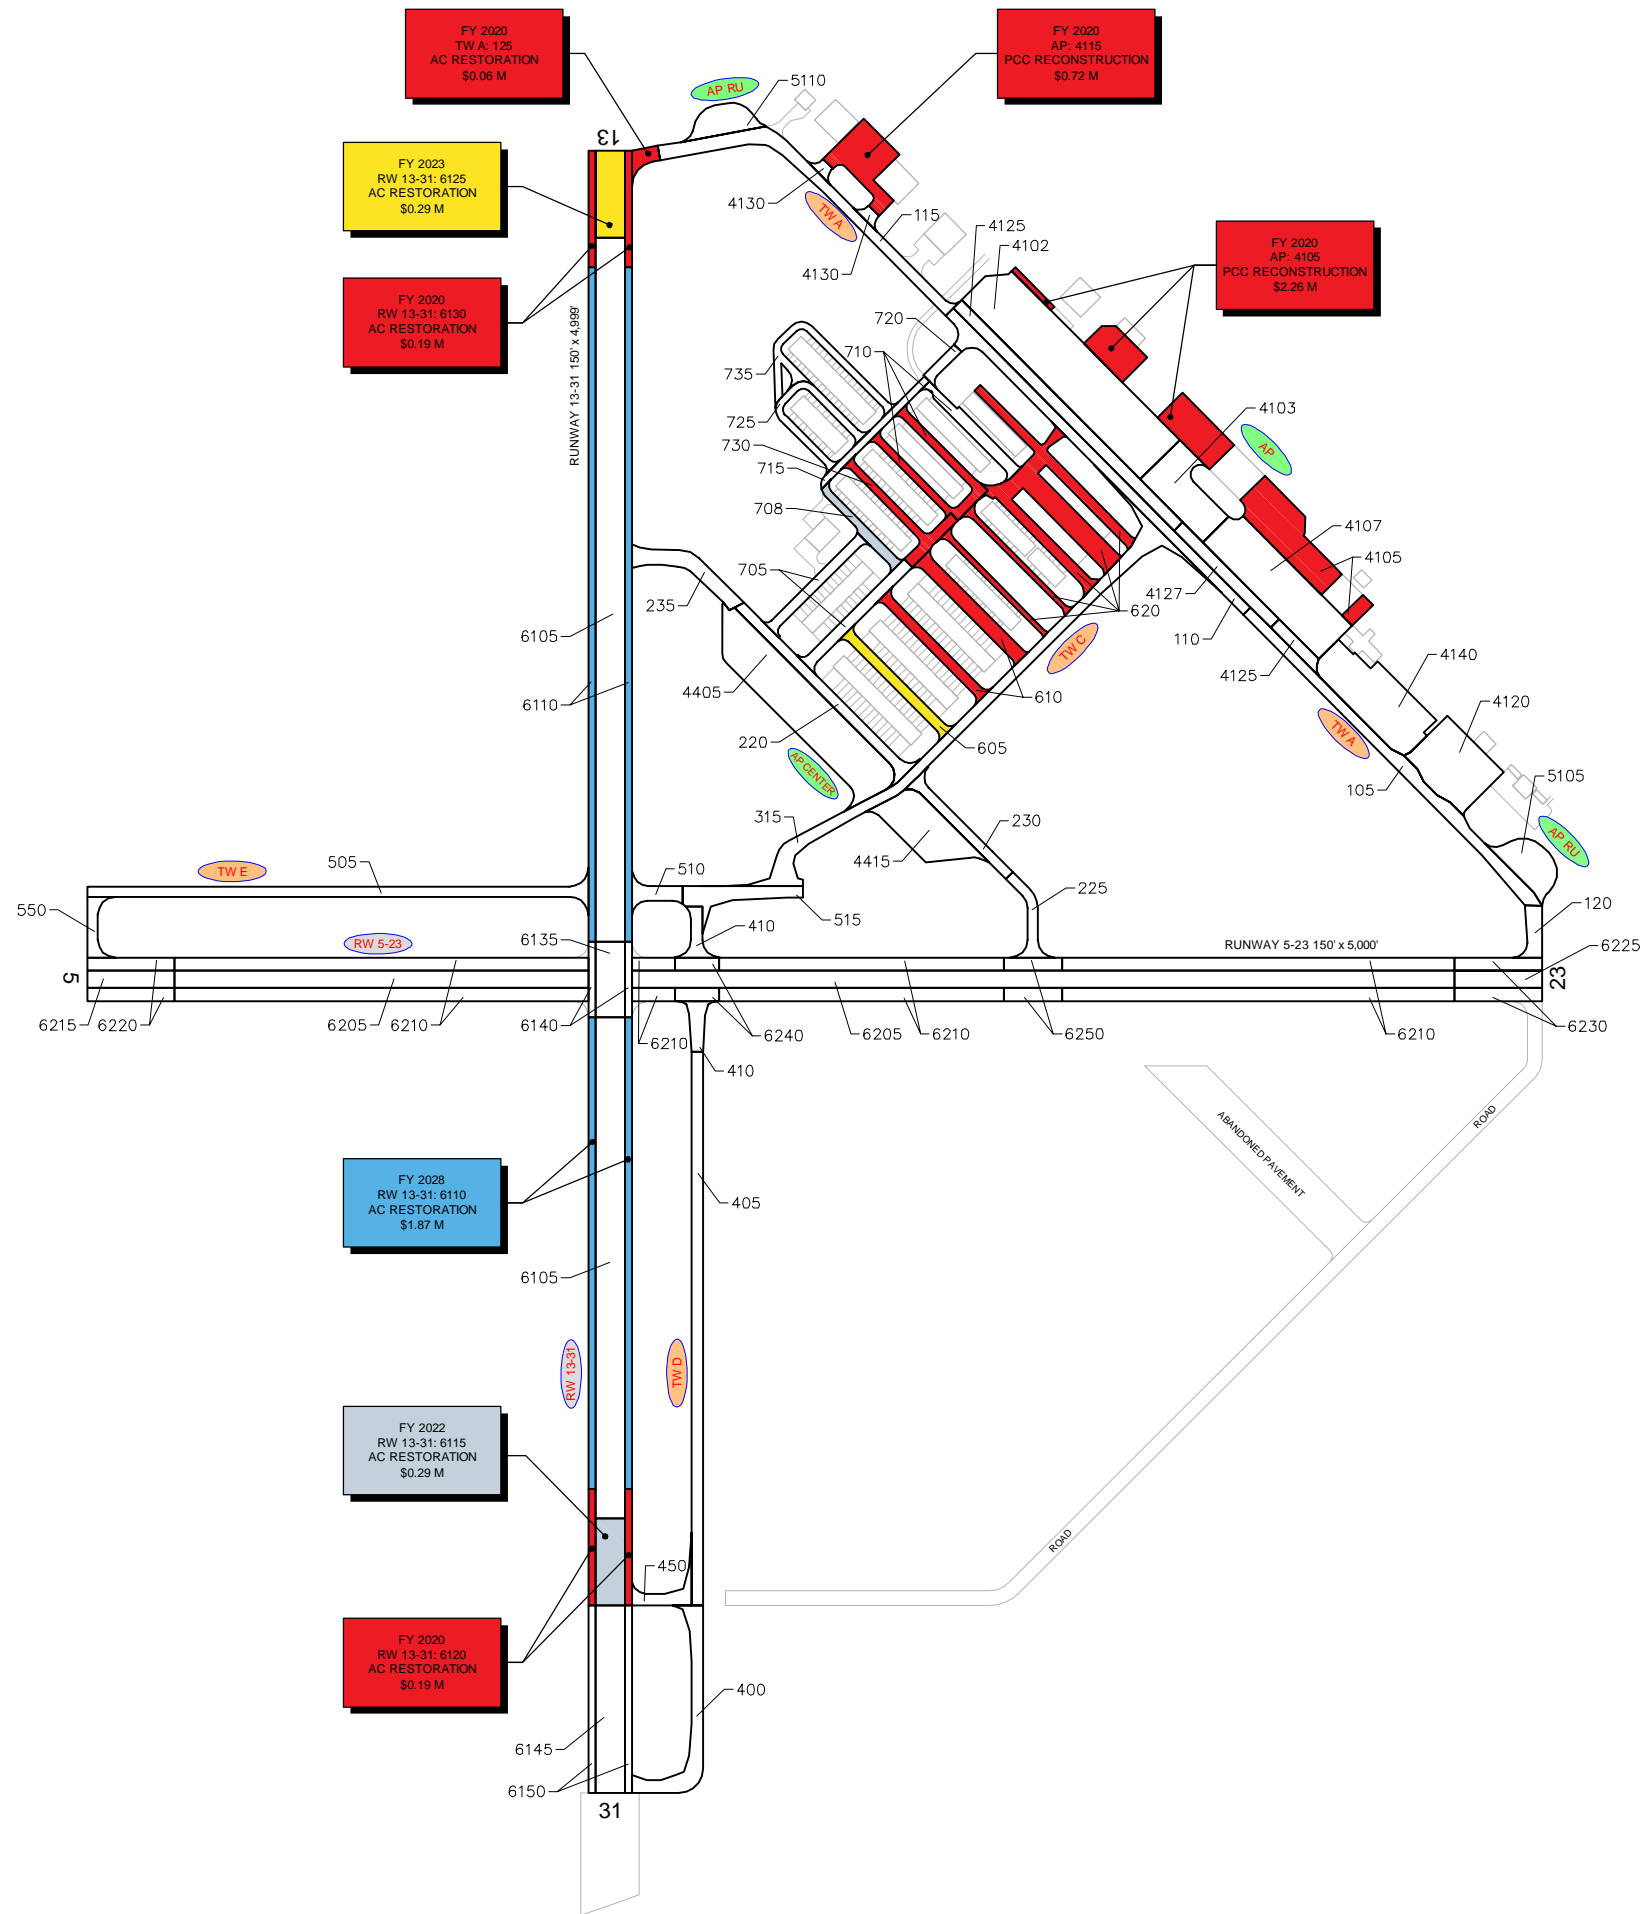 FY 2020
TW A: 125
AC RESTORATION
$0.06 M
FY 2020
AP: 4115
PCC RECONSTRUCTION
$0.72 M
AP RU
5110
13
FY 2023
RW 13-31: 6125
AC RESTORATION
$0.29 M
4130
TW A
115
4125
4102
4130
FY 2020
AP: 4105
PCC RECONSTRUCTION
$2.26 M
FY 2020
RW 13-31: 6130
AC RESTORATION
$0.19 M
RUNWAY 13-31 150' x 4,999'
720
710
735
725
4103
AP
730
715
708
4107
4105
705
235
4127
620
110
6105
TW C
4125
4140
4405
6110
610
4120
220
605
TW A
AP CENTER
105
5105
315
230
4415
AP RU
TW E
505
510
225
550
515
120
410
RW 5-23
6135
RUNWAY 5-23 150' x 5,000'
6225
5
23
6215
6220
6205
6210
6140
6210
6240
6205
6210
6250
6210
6230
410
ABANDONED PAVEMENT
ROAD
FY 2028
RW 13-31: 6110
AC RESTORATION
$1.87 M
405
6105
RW 13-31
TW D
FY 2022
RW 13-31: 6115
AC RESTORATION
$0.29 M
ROAD
450
FY 2020
RW 13-31: 6120
AC RESTORATION
$0.19 M
400
6145
6150
31